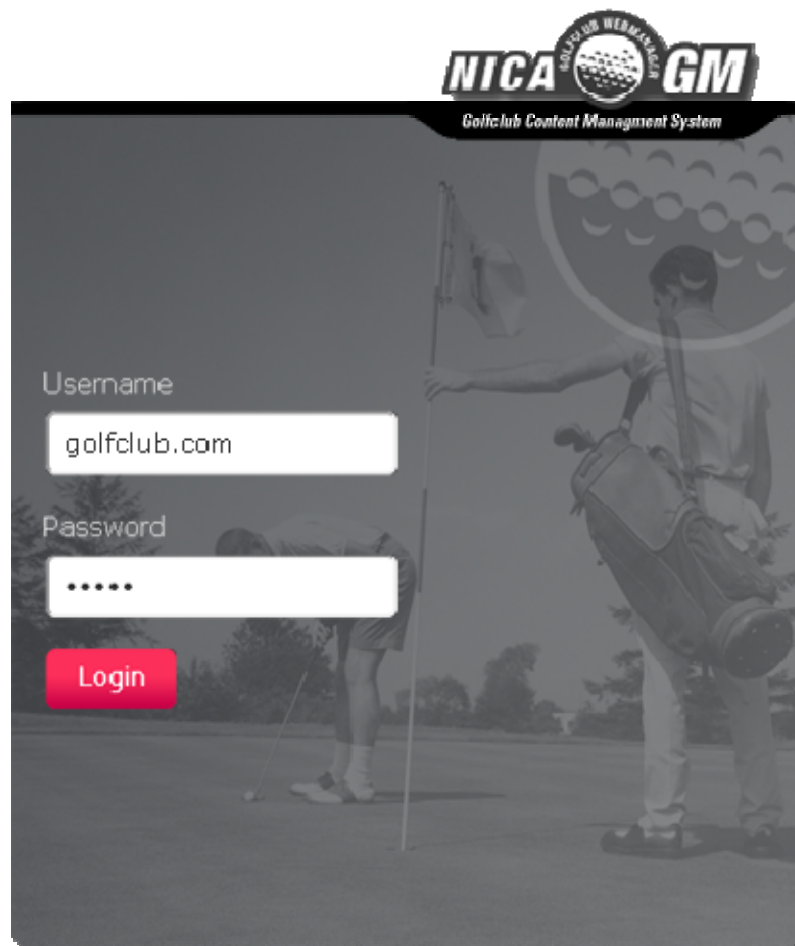 GOLFCLUB WEBMANAGER
NICA GM
Golfclub Content Managment System
Username
golfclub.com
Password
•••••
Login